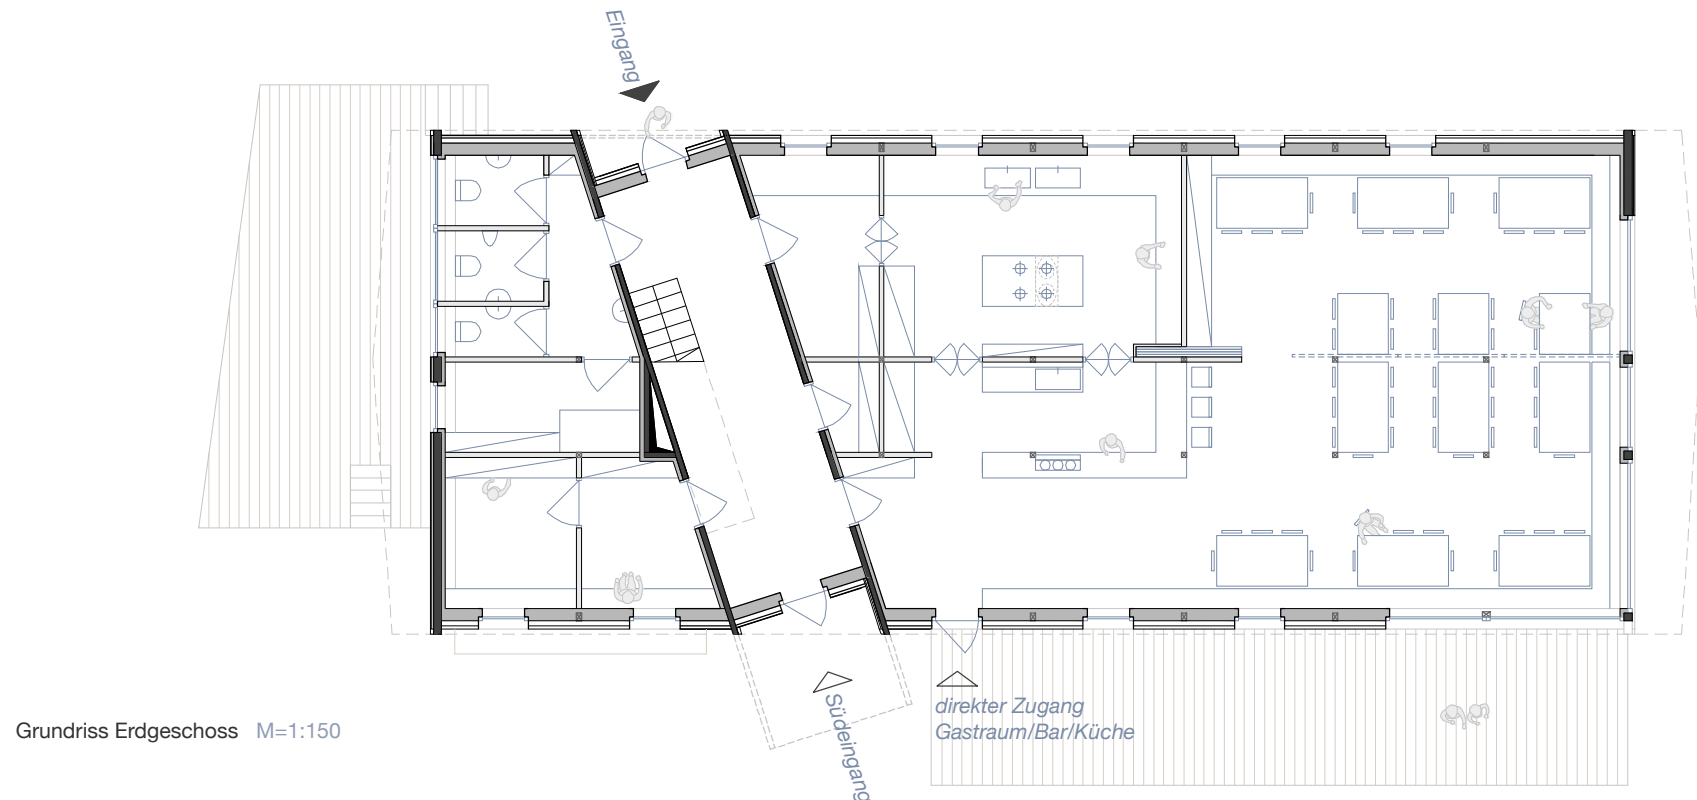 Eingang
Südeingang
direkter Zugang
Gastraum/Bar/Küche
Grundriss Erdgeschoss M=1:150